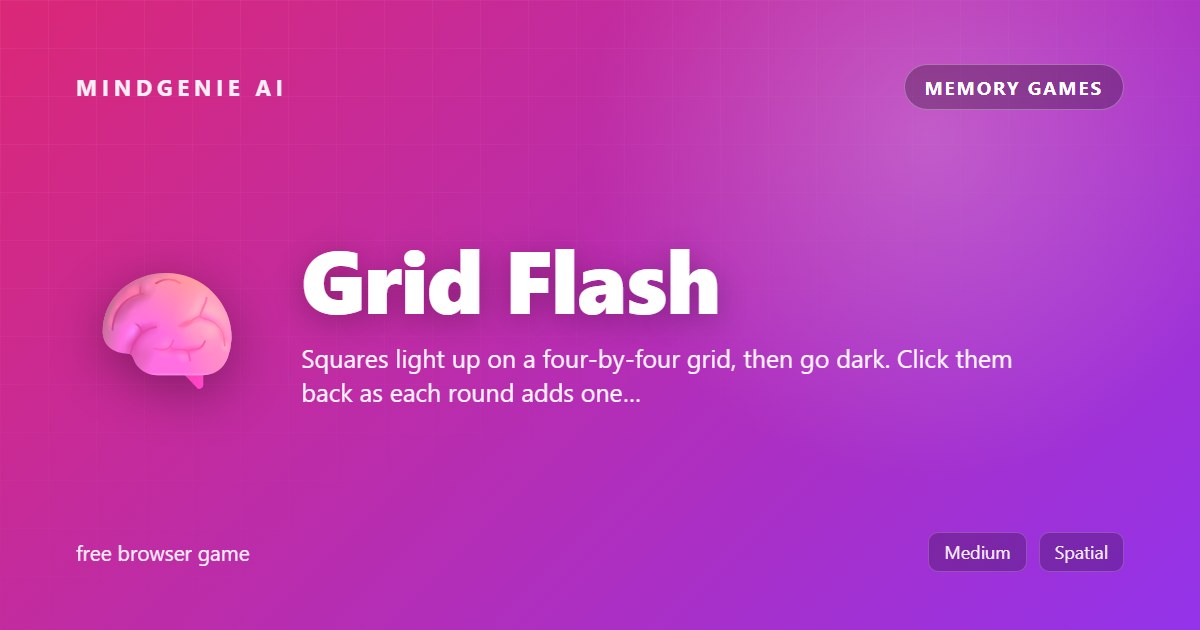 MINDGENIE AI
MEMORY GAMES
Grid Flash
Squares light up on a four-by-four grid, then go dark. Click them
back as each round adds one...
free browser game
Medium
Spatial